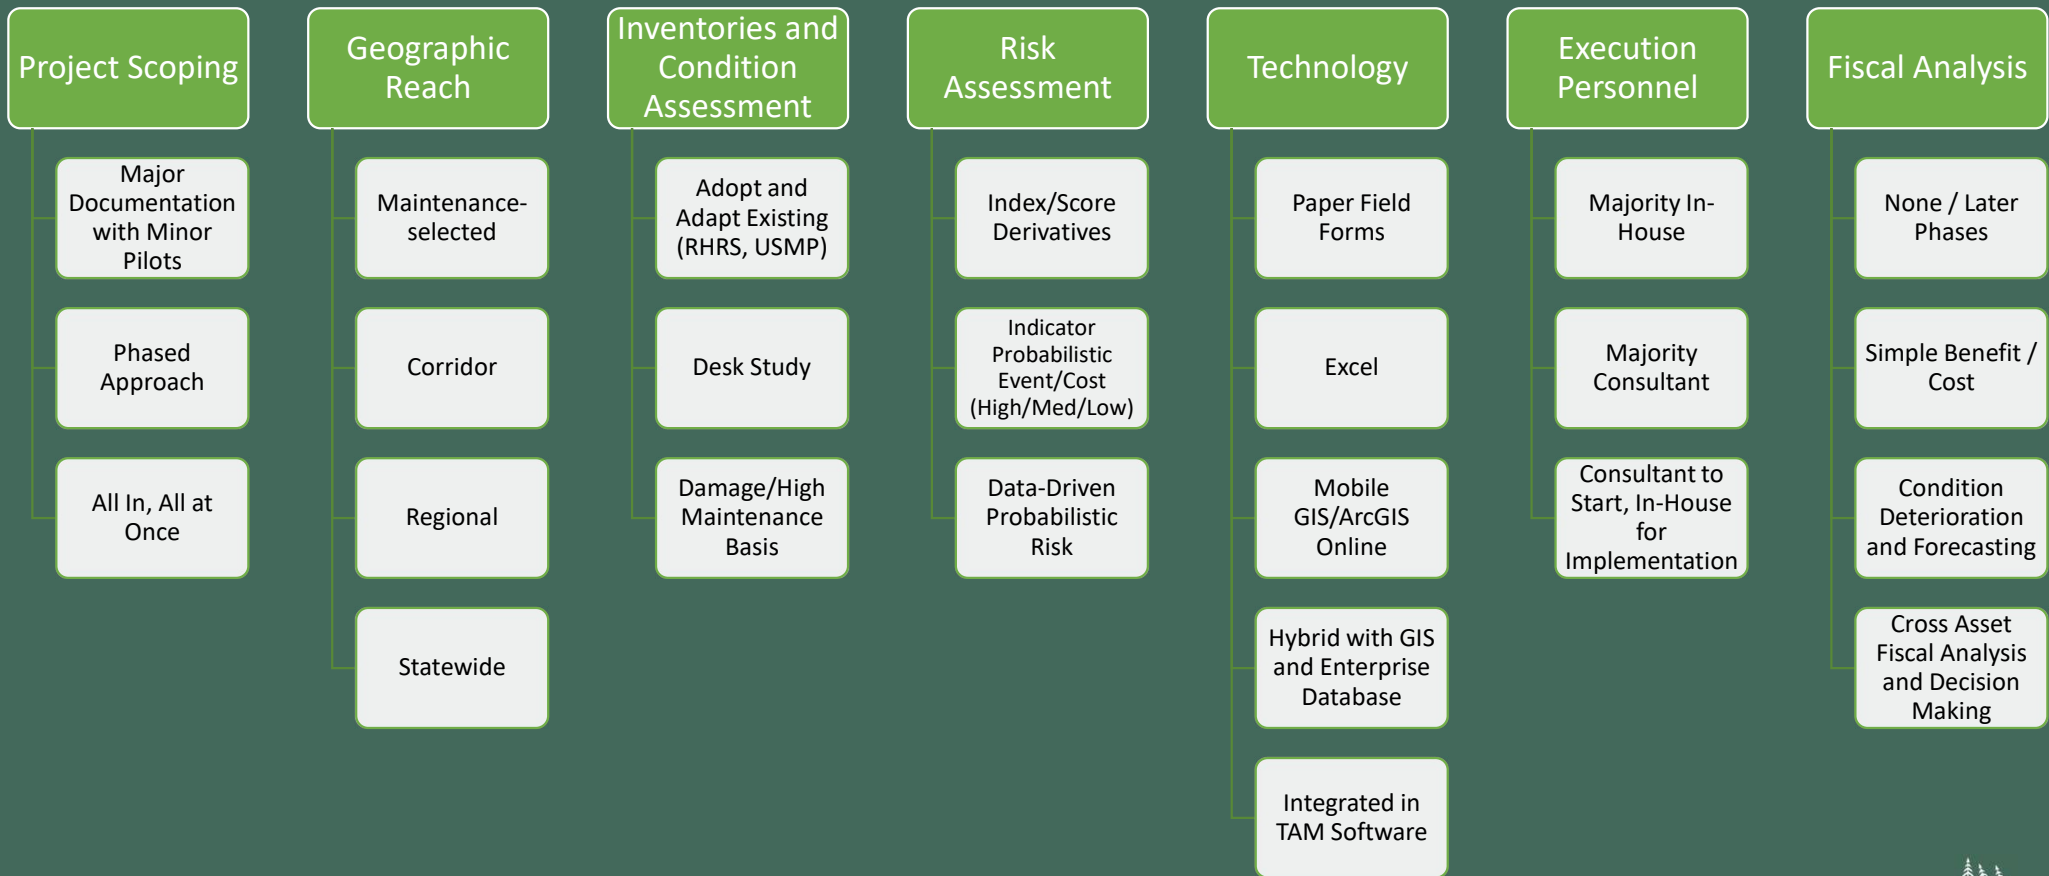 Project Scoping
Major
Documentation
with Minor
Pilots
Phased
Approach
All In, All at
Once
Geographic
Reach
Maintenance-
selected
Corridor
Regional
Statewide
Inventories and
Condition
Assessment
Adopt and
Adapt Existing
(RHRS, USMP)
Desk Study
Damage/High
Maintenance
Basis
Risk
Assessment
Index/Score
Derivatives
Indicator
Probabilistic
Event/Cost
(High/Med/Low)
Data-Driven
Probabilistic
Risk
Technology
Paper Field
Forms
Excel
Mobile
GIS/ArcGIS
Online
Hybrid with GIS
and Enterprise
Database
Integrated in
TAM Software
Execution
Personnel
Majority In-
House
Majority
Consultant
Consultant to
Start, In-House
for
Implementation
Fiscal Analysis
None / Later
Phases
Simple Benefit /
Cost
Condition
Deterioration
and Forecasting
Cross Asset
Fiscal Analysis
and Decision
Making